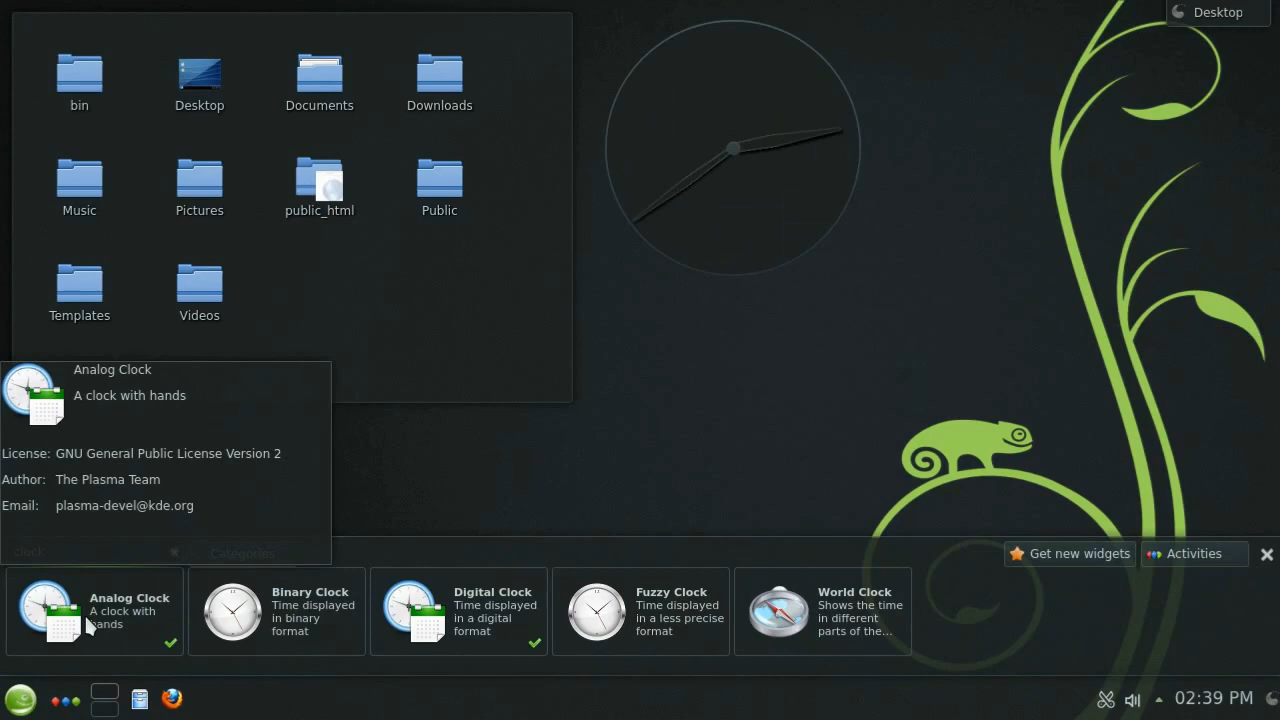 Desktop
bin
Desktop
Documents
Downloads
Music
Pictures
public_html
Public
Templates
Videos
Analog Clock
A clock with hands
License: GNU General Public License Version 2
Author: The Plasma Team
Email: plasma-devel@kde.org
clock
Categories
Get new widgets
Activities
Analog Clock
A clock with
hands
Binary Clock
Time displayed
in binary
format
Digital Clock
Time displayed
in a digital
format
Fuzzy Clock
Time displayed
in a less precise
format
World Clock
Shows the time
in different
parts of the...
02:39 PM